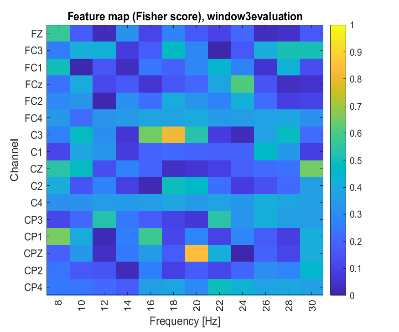 Feature map (Fisher score), window3evaluation
Channel
FZ
FC3
FC1
FCz
FC2
FC4
C3
C1
CZ
C2
C4
CP3
CP1
CPZ
CP2
CP4
8 10 12 14 16 18 20 22 24 26 28 30
Frequency [Hz]
1
0.9
0.8
0.7
0.6
0.5
0.4
0.3
0.2
0.1
0